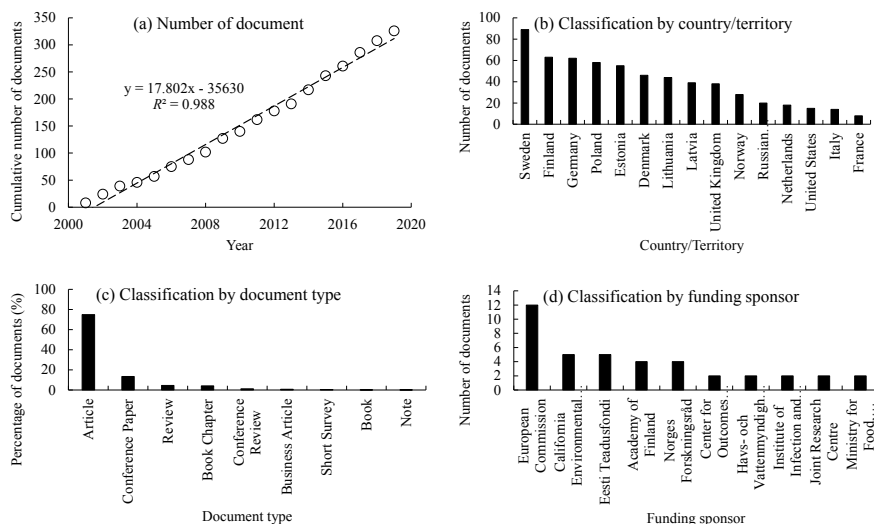 (a) Number of document
Cumulative number of documents
350
300
250
200
150
100
50
0
y = 17.802x - 35630
R² = 0.988
2000
2004
2008
2012
2016
2020
Year
(b) Classification by country/territory
Number of documents
100
80
60
40
20
0
Sweden
Finland
Germany
Poland
Estonia
Denmark
Lithuania
Latvia
United Kingdom
Norway
Russian…
Netherlands
United States
Italy
France
Country/Territory
(c) Classification by document type
Percentage of documents (%)
100
80
60
40
20
0
Article
Conference Paper
Review
Book Chapter
Conference
Review
Business Article
Short Survey
Book
Note
Document type
(d) Classification by funding sponsor
Number of documents
14
12
10
8
6
4
2
0
European
Commission
California
Environmental…
Eesti Teadusfondi
Academy of
Finland
Norges
Forskningsråd
Center for
Outcomes…
Havs- och
Vattenmyndigh…
Institute of
Infection and…
Joint Research
Centre
Ministry for
Food,…
Funding sponsor